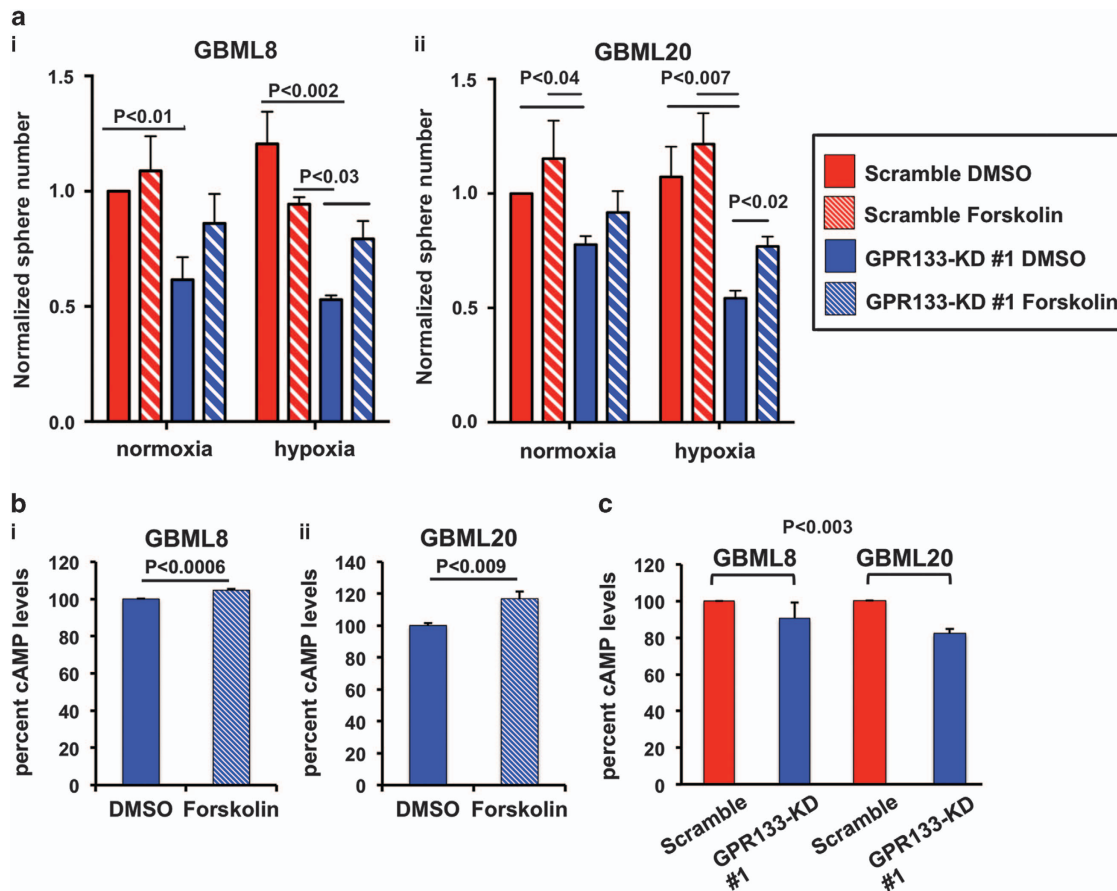 a
i
GBML8
Normalized sphere number
1.5
1.0
0.5
0.0
P<0.01
P<0.002
P<0.03
normoxia
hypoxia
ii
GBML20
Normalized sphere number
1.5
1.0
0.5
0.0
P<0.04
P<0.007
P<0.02
normoxia
hypoxia
Scramble DMSO
Scramble Forskolin
GPR133-KD #1 DMSO
GPR133-KD #1 Forskolin
b
i
GBML8
percent cAMP levels
120
100
80
60
40
20
0
P<0.0006
DMSO
Forskolin
ii
GBML20
percent cAMP levels
140
120
100
80
60
40
20
0
P<0.009
DMSO
Forskolin
c
P<0.003
GBML8
GBML20
percent cAMP levels
120
100
80
60
40
20
0
Scramble
GPR133-KD
#1
Scramble
GPR133-KD
#1